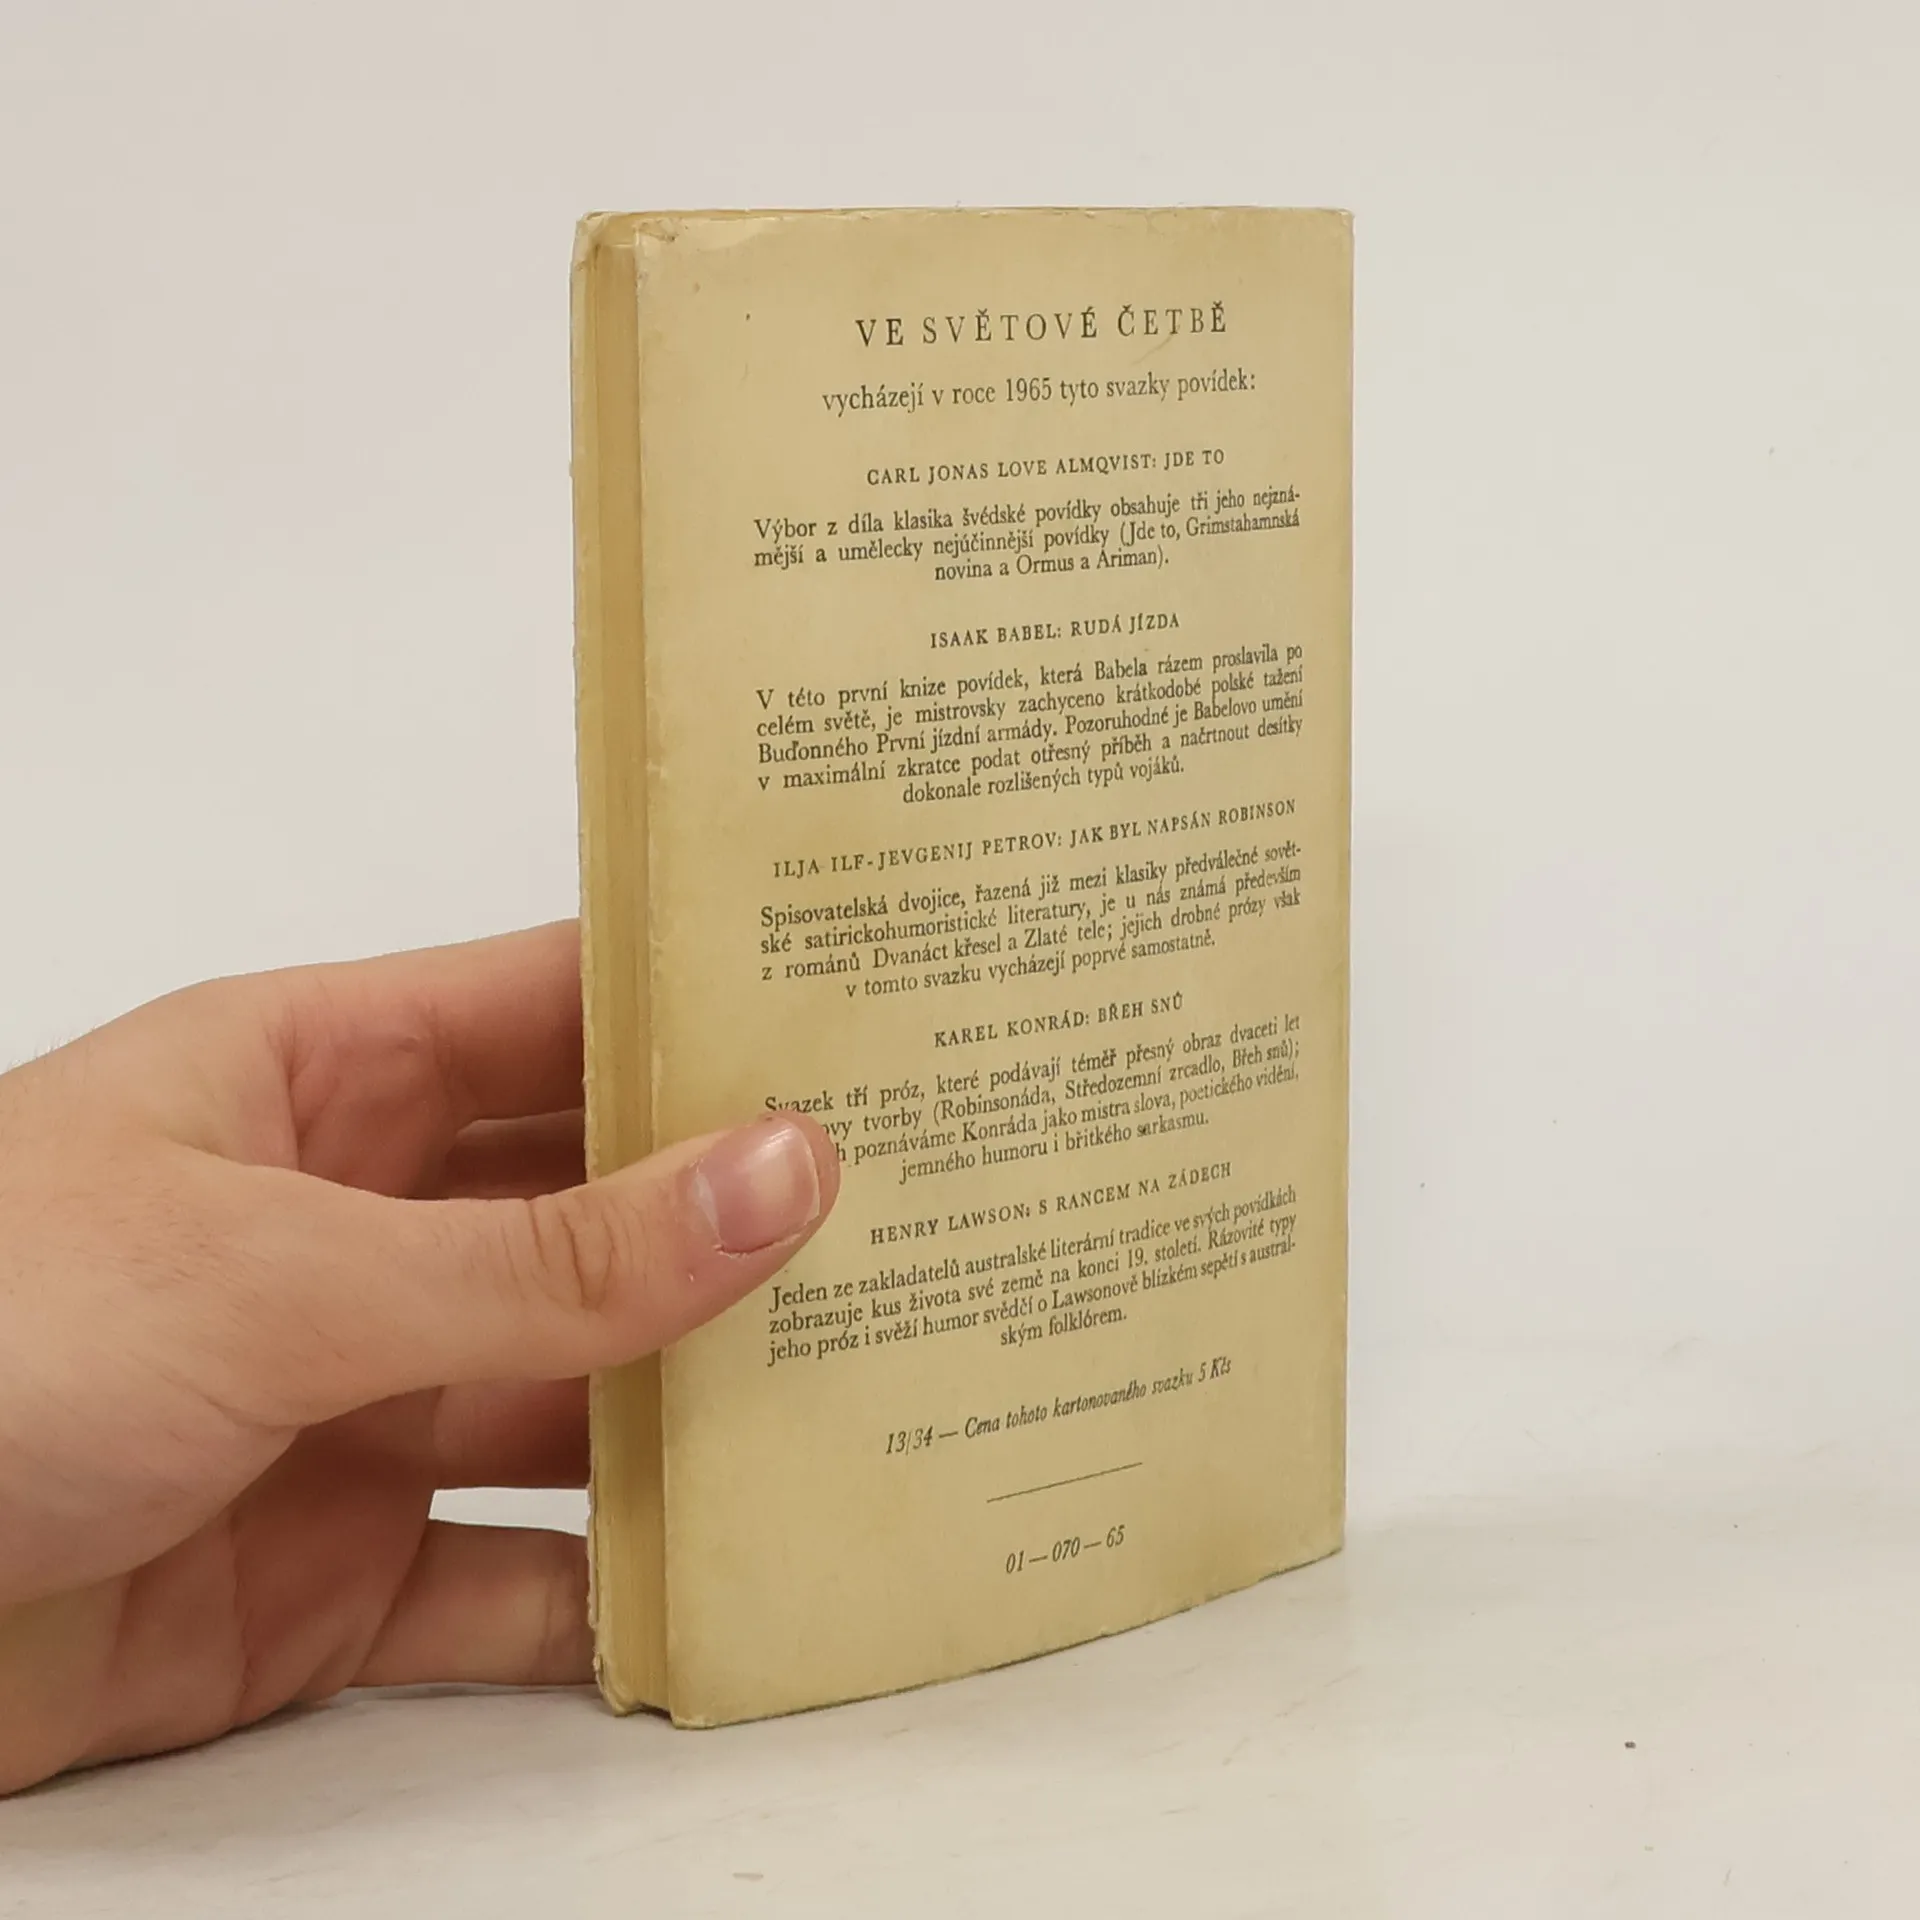 VE SVĚTOVÉ ČETBĚ
vycházejí v roce 1965 tyto svazky povídek:
CARL JONAS LOVE ALMQVIST: JDE TO
Výbor z díla klasika švédské povídky obsahuje tři jeho nejzná-
mější a umělecky nejúčinnější povídky (Jde to, Grimstahamnská
novina a Ormus a Ariman).
ISAAK BABEL: RUDÁ JÍZDA
V této první knize povídek, která Babela rázem proslavila po
celém světě, je mistrovsky zachyceno krátkodobé polské tažení
Buďonného První jízdní armády. Pozoruhodné je Babelovo umění
v maximální zkratce podat otřesný příběh a načrtnout desítky
dokonale rozlišených typů vojáků.
ILJA ILF-JEVGENIJ PETROV: JAK BYL NAPSÁN ROBINSON
Spisovatelská dvojice, řazená již mezi klasiky předválečné sovět-
ské satirickohumoristické literatury, je u nás známá především
z románů Dvanáct křesel a Zlaté tele; jejich drobné prózy však
v tomto svazku vycházejí poprvé samostatně.
KAREL KONRÁD: BŘEH SNŮ
Svazek tří próz, které podávají téměř přesný obraz dvaceti let
ovy tvorby (Robinsonáda, Středozemní zrcadlo, Břeh snů);
h poznáváme Konráda jako mistra slova, poetického vidění,
jemného humoru i břitkého sarkasmu.
HENRY LAWSON: S RANCEM NA ZÁDECH
Jeden ze zakladatelů australské literární tradice ve svých povídkách
zobrazuje kus života své země na konci 19. století. Rázovité typy
jeho próz i svěží humor svědčí o Lawsonově blízkém sepětí s austral-
ským folklórem.
13/34 — Cena tohoto kartonovaného svazku 5 Kčs
01—070—65